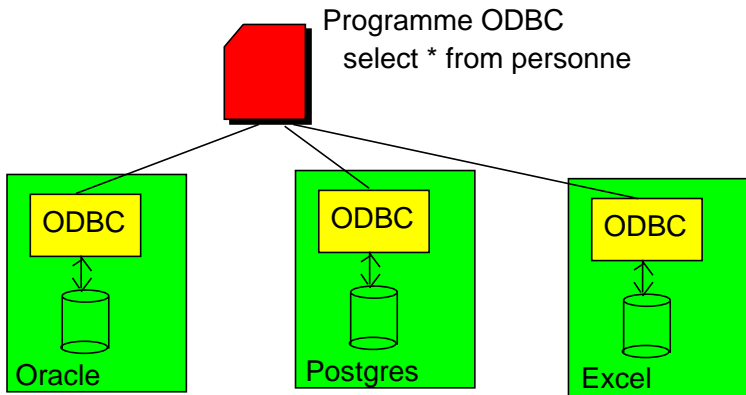 Programme ODBC
select * from personne
ODBC
ODBC
ODBC
Oracle
Postgres
Excel